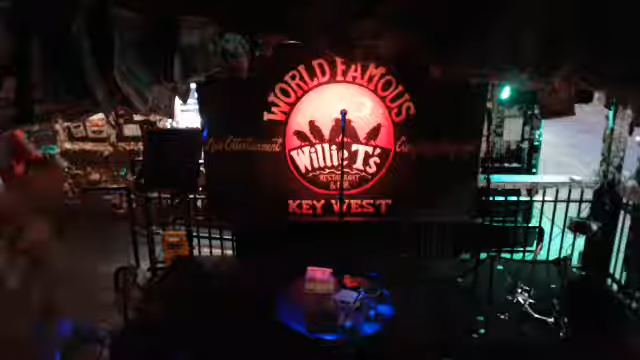 WORLD FAMOUS
Willie T's
RESTAURANT
& BAR
KEY WEST